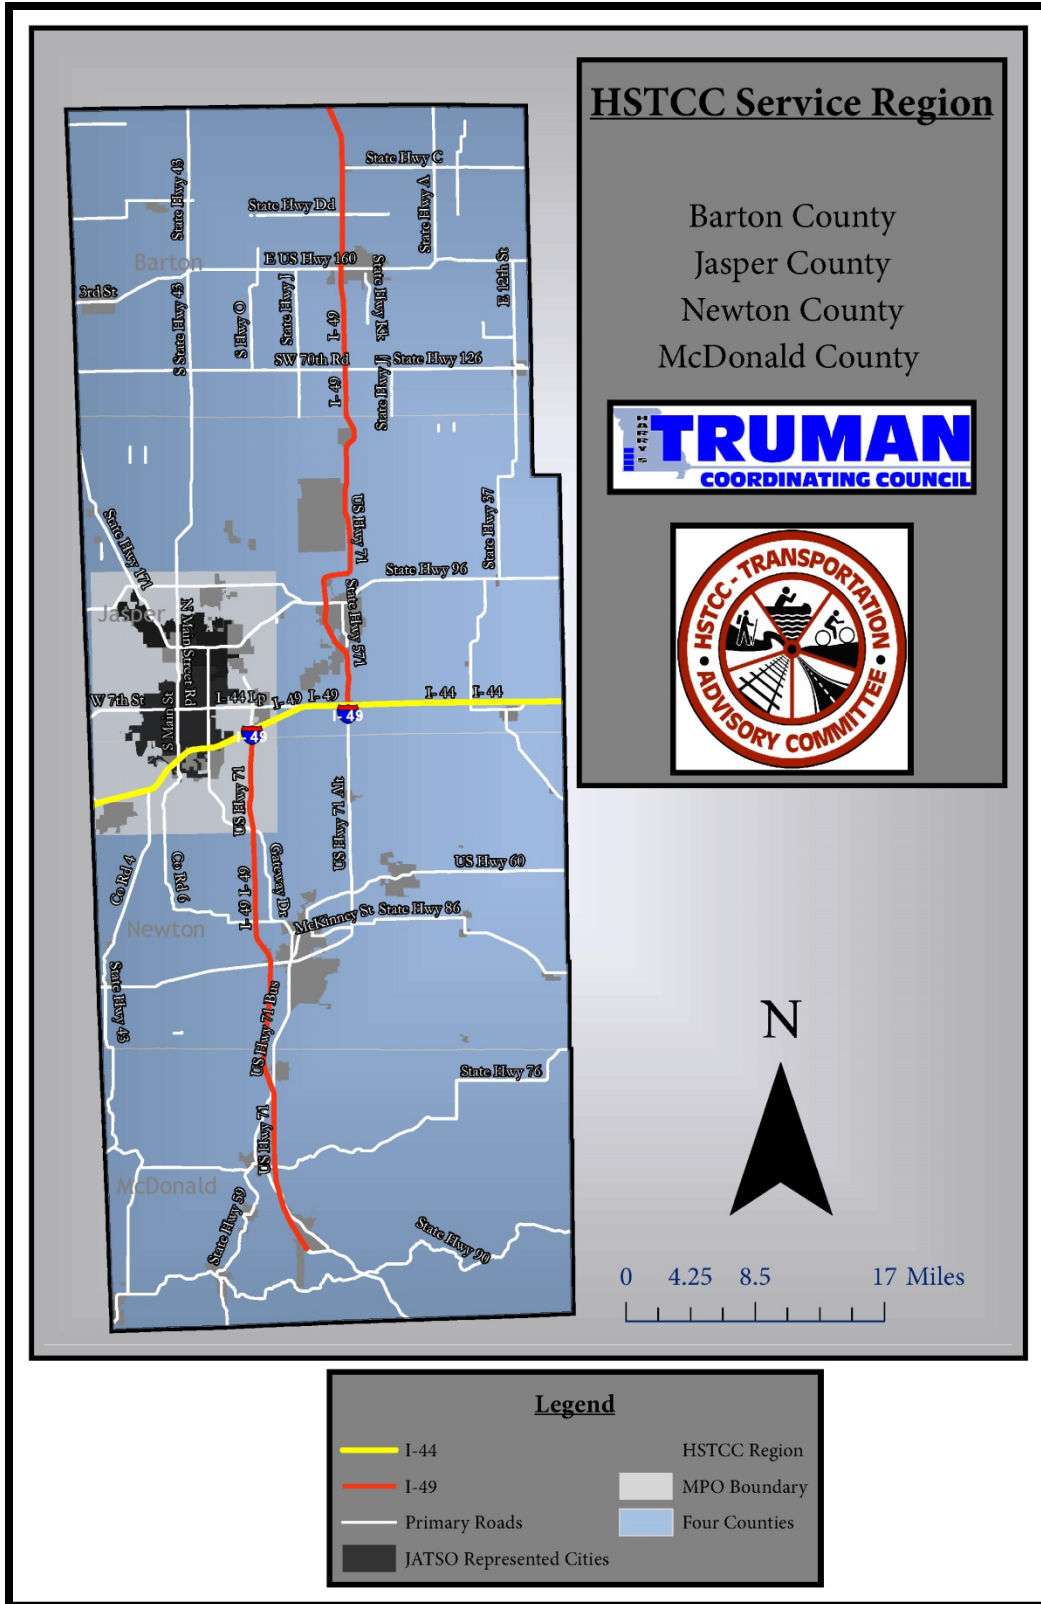 HSTCC Service Region
Barton County
Jasper County
Newton County
McDonald County
HARRY S
TRUMAN
COORDINATING COUNCIL
HSTCC - TRANSPORTATION
ADVISORY COMMITTEE
State Hwy C
State Hwy 43
State Hwy A
State Hwy Dd
Barton
E US Hwy 160
State Hwy Kk
E 12th St
3rd St
S State Hwy 43
S Hwy O
State Hwy J
I- 49
SW 70th Rd
State Hwy 126
I- 49
State Hwy JJ
State Hwy 37
US Hwy 71
State Hwy 171
State Hwy 96
Jasper
N Main Street Rd
State Hwy 571
W 7th St
S Main St
I- 44 Lp
I- 49
I- 49
I- 44
I- 44
I- 49
I- 49
US Hwy 71
US Hwy 71 Alt
Co Rd 4
Co Rd 6
Gateway Dr
US Hwy 60
I- 49 I- 49
McKinney St
State Hwy 86
Newton
State Hwy 43
US Hwy 71 Bus
State Hwy 76
US Hwy 71
McDonald
State Hwy 59
State Hwy 90
N
0 4.25 8.5 17 Miles
Legend
I-44
I-49
Primary Roads
JATSO Represented Cities
HSTCC Region
MPO Boundary
Four Counties